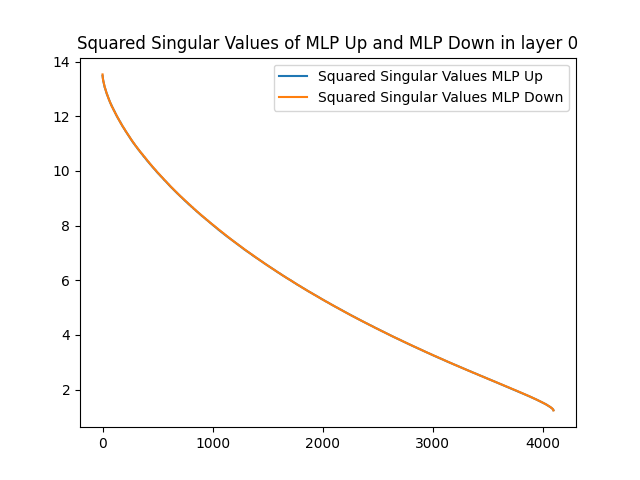 Squared Singular Values of MLP Up and MLP Down in layer 0
Squared Singular Values MLP Up
Squared Singular Values MLP Down
14
12
10
8
6
4
2
0 1000 2000 3000 4000